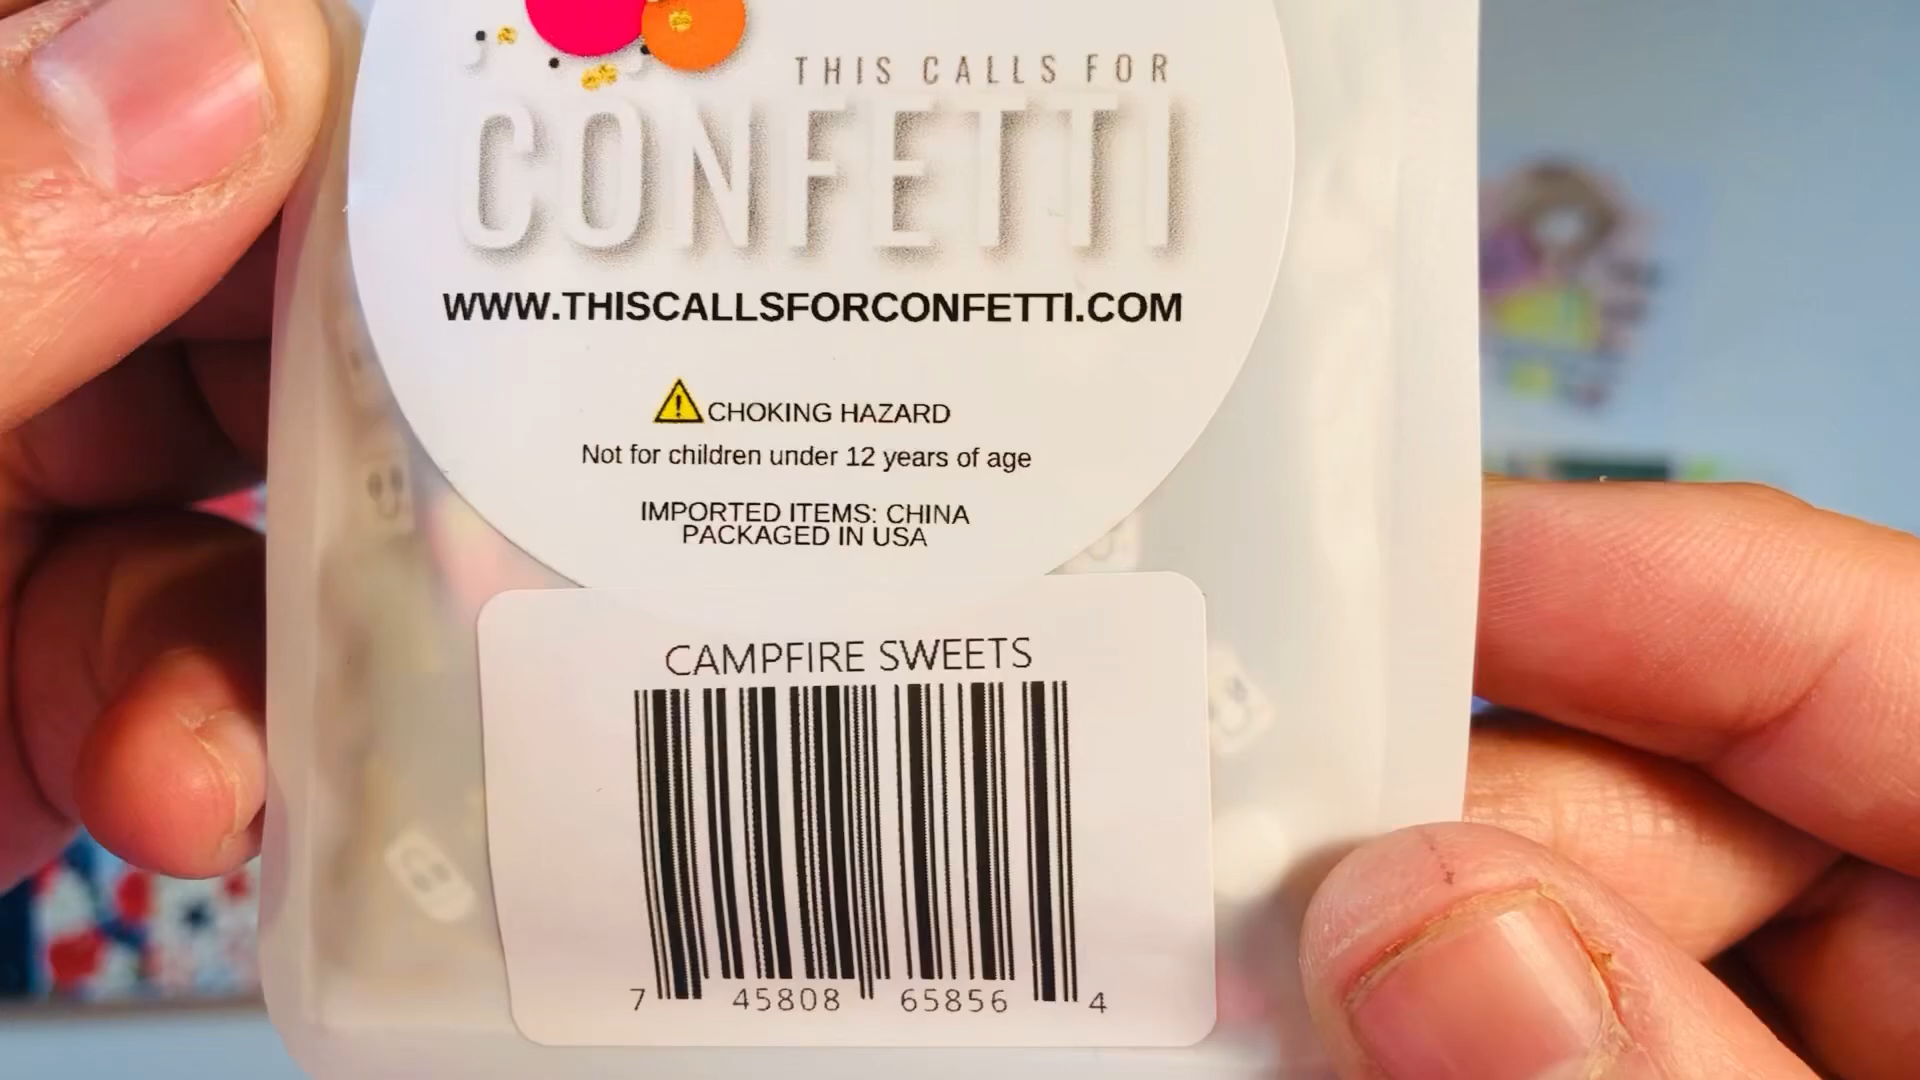 THIS CALLS FOR
CONFETTI
WWW.THISCALLSFORCONFETTI.COM
CHOKING HAZARD
Not for children under 12 years of age
IMPORTED ITEMS: CHINA
PACKAGED IN USA
CAMPFIRE SWEETS
7 45808 65856 4